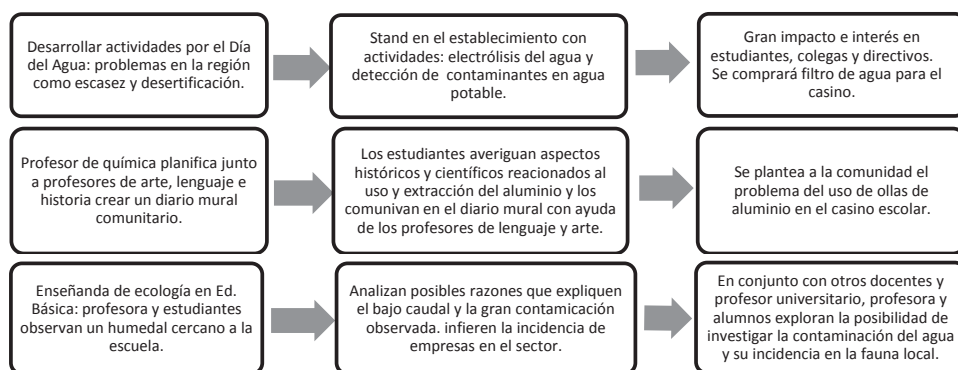 Desarrollar actividades por el Día
del Agua: problemas en la región
como escasez y desertificación.
Stand en el establecimiento con
actividades: electrólisis del agua y
detección de contaminantes en agua
potable.
Gran impacto e interés en
estudiantes, colegas y directivos.
Se comprará filtro de agua para el
casino.
Profesor de química planifica junto
a profesores de arte, lenguaje e
historia crear un diario mural
comunitario.
Los estudiantes averiguan aspectos
históricos y científicos reacionados al
uso y extracción del aluminio y los
comunivan en el diario mural con ayuda
de los profesores de lenguaje y arte.
Se plantea a la comunidad el
problema del uso de ollas de
aluminio en el casino escolar.
Enseñanda de ecología en Ed.
Básica: profesora y estudiantes
observan un humedal cercano a la
escuela.
Analizan posibles razones que expliquen
el bajo caudal y la gran contamicación
observada. infieren la incidencia de
empresas en el sector.
En conjunto con otros docentes y
profesor universitario, profesora y
alumnos exploran la posibilidad de
investigar la contaminación del agua
y su incidencia en la fauna local.